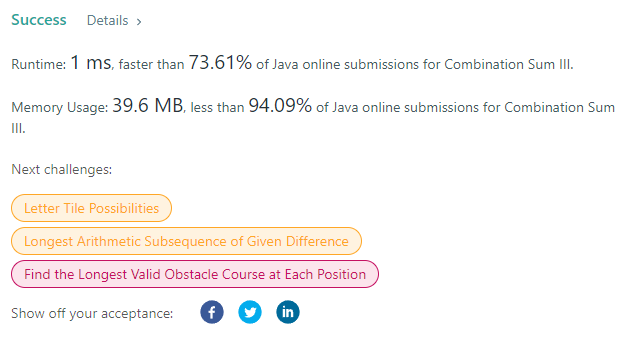 Success Details >
Runtime: 1 ms, faster than 73.61% of Java online submissions for Combination Sum III.
Memory Usage: 39.6 MB, less than 94.09% of Java online submissions for Combination Sum
III.
Next challenges:
Letter Tile Possibilities
Longest Arithmetic Subsequence of Given Difference
Find the Longest Valid Obstacle Course at Each Position
Show off your acceptance: f in